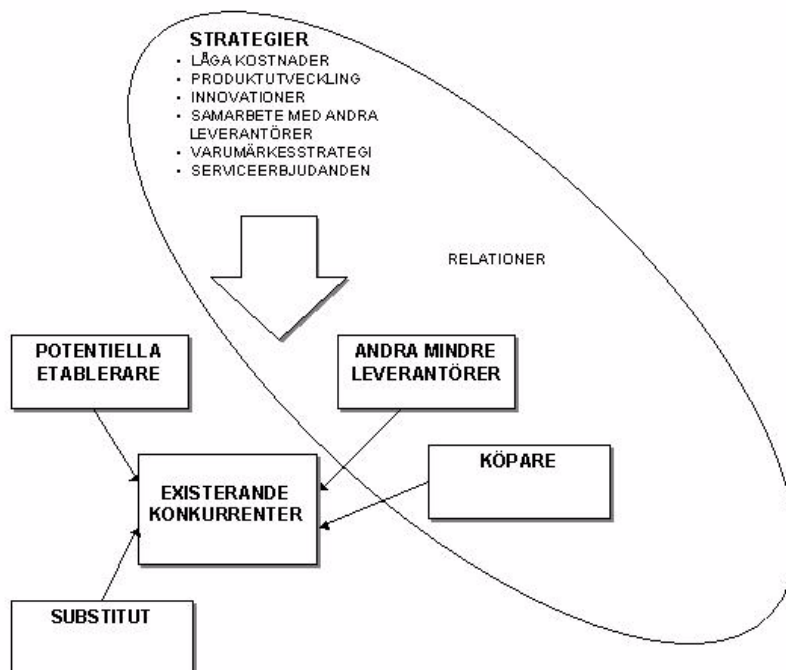 STRATEGIER
· LÅGA KOSTNADER
· PRODUKTUTVECKLING
· INNOVATIONER
· SAMARBETE MED ANDRA
LEVERANTÖRER
· VARUMÄRKESSTRATEGI
· SERVICEERBJUDANDEN
RELATIONER
POTENTIELLA
ETABLERARE
ANDRA MINDRE
LEVERANTÖRER
EXISTERANDE
KONKURRENTER
KÖPARE
SUBSTITUT